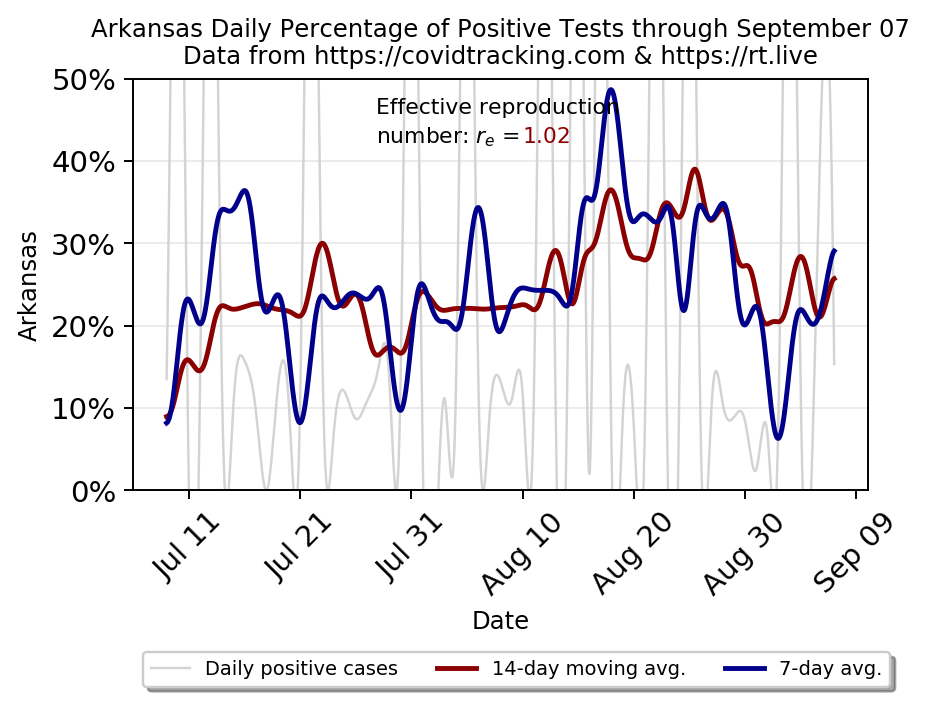 Arkansas Daily Percentage of Positive Tests through September 07
Data from https://covidtracking.com & https://rt.live
50%
Effective reproduction
number: rₑ =1.02
40%
30%
20%
10%
0%
Arkansas
Jul 11
Jul 21
Jul 31
Aug 10
Aug 20
Aug 30
Sep 09
Date
Daily positive cases
14-day moving avg.
7-day avg.